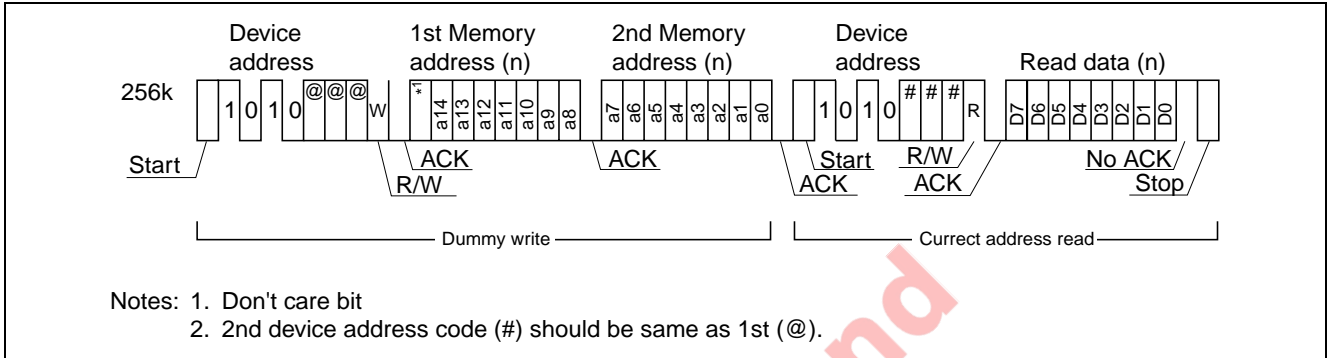 Device address
1st Memory address (n)
2nd Memory address (n)
Device address
Read data (n)
256k
1 0 1 0 @ @ @ W
*1 a14 a13 a12 a11 a10 a9 a8
a7 a6 a5 a4 a3 a2 a1 a0
1 0 1 0 # # # R
D7 D6 D5 D4 D3 D2 D1 D0
Start
ACK
R/W
ACK
ACK
Start
R/W
ACK
No ACK
Stop
Dummy write
Currect address read
Notes: 1. Don't care bit
2. 2nd device address code (#) should be same as 1st (@).